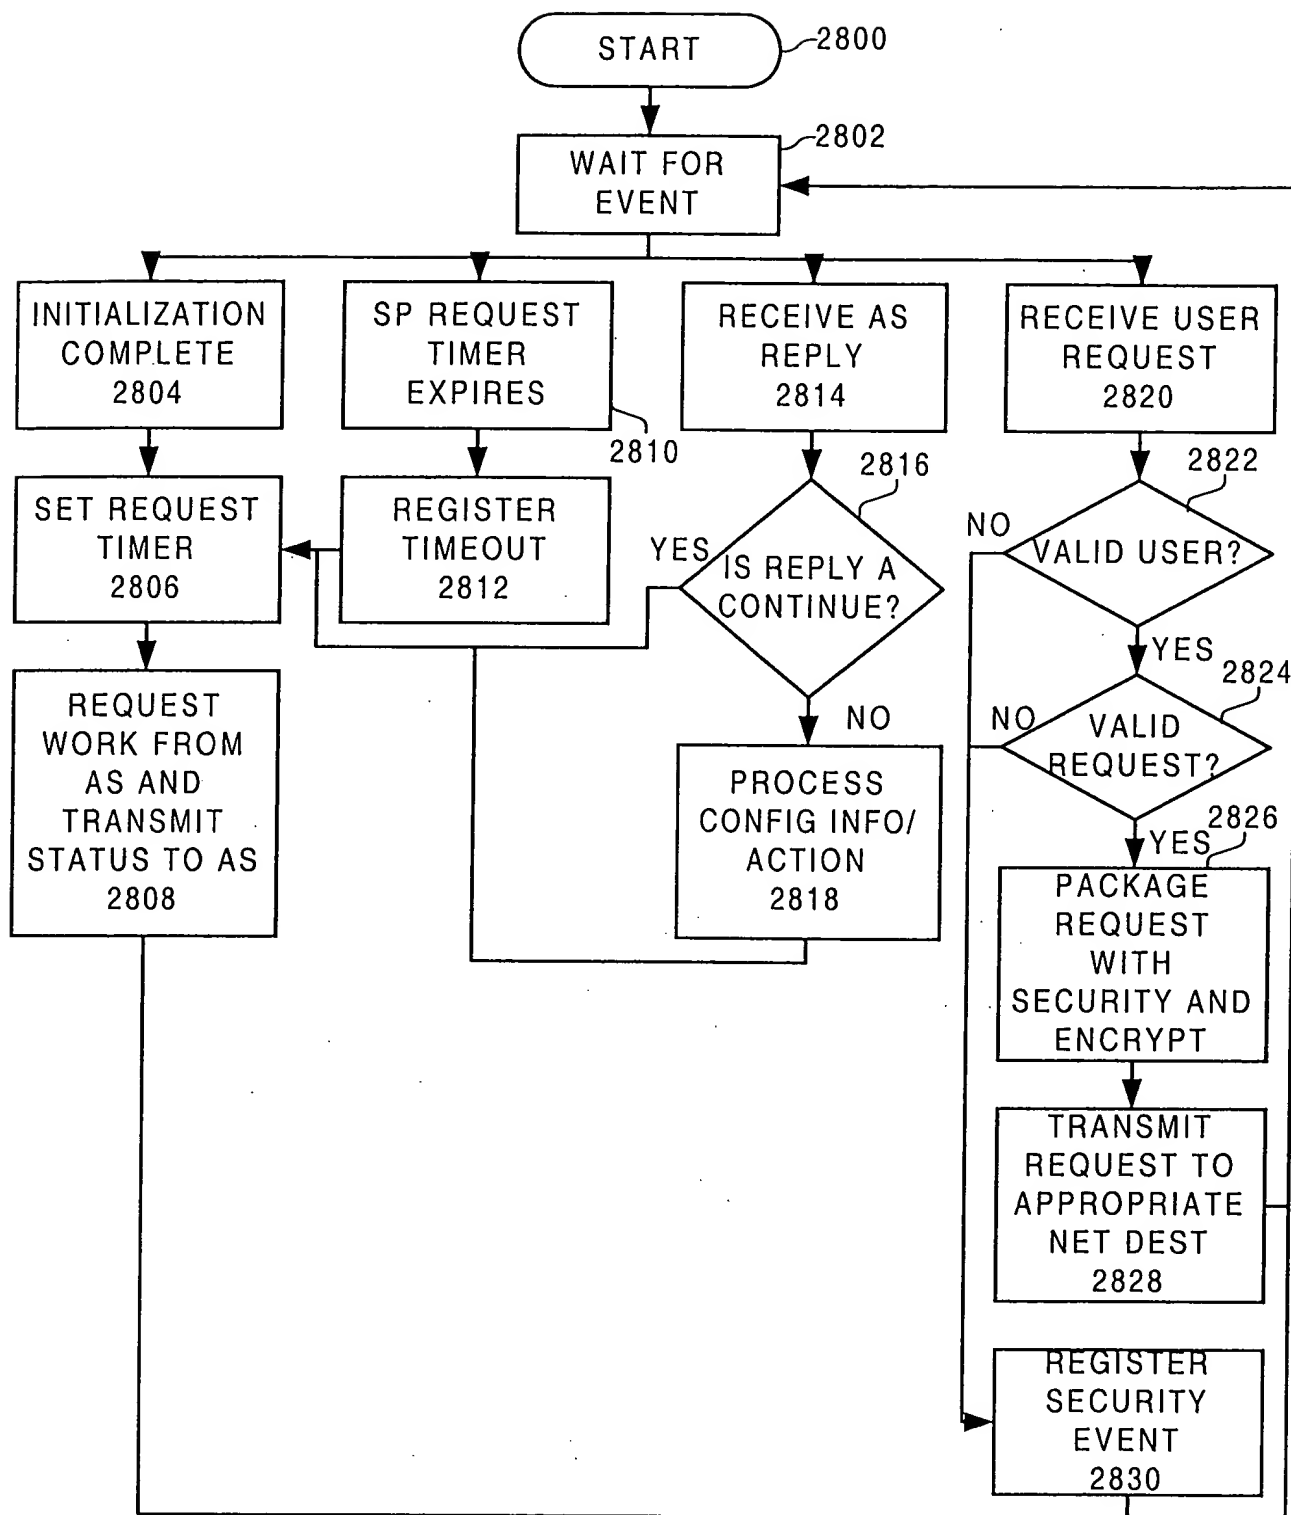 START
2800
WAIT FOR
EVENT
2802
INITIALIZATION
COMPLETE
2804
SP REQUEST
TIMER
EXPIRES
2810
RECEIVE AS
REPLY
2814
RECEIVE USER
REQUEST
2820
SET REQUEST
TIMER
2806
REGISTER
TIMEOUT
2812
2816
YES
IS REPLY A
CONTINUE?
NO
2822
NO
VALID USER?
YES
2824
NO
VALID
REQUEST?
YES
2826
REQUEST
WORK FROM
AS AND
TRANSMIT
STATUS TO AS
2808
PROCESS
CONFIG INFO/
ACTION
2818
PACKAGE
REQUEST
WITH
SECURITY AND
ENCRYPT
TRANSMIT
REQUEST TO
APPROPRIATE
NET DEST
2828
REGISTER
SECURITY
EVENT
2830